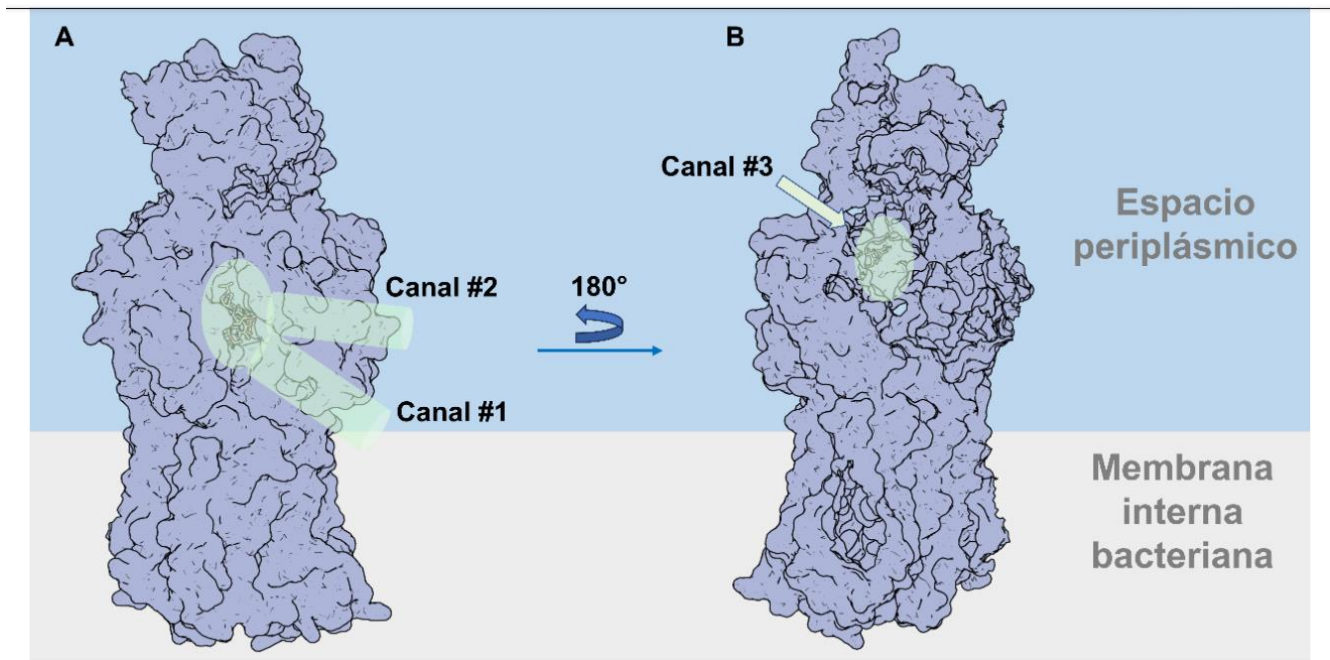 A
B
Canal #3
Espacio
periplásmico
Canal #2
180°
Canal #1
Membrana
interna
bacteriana